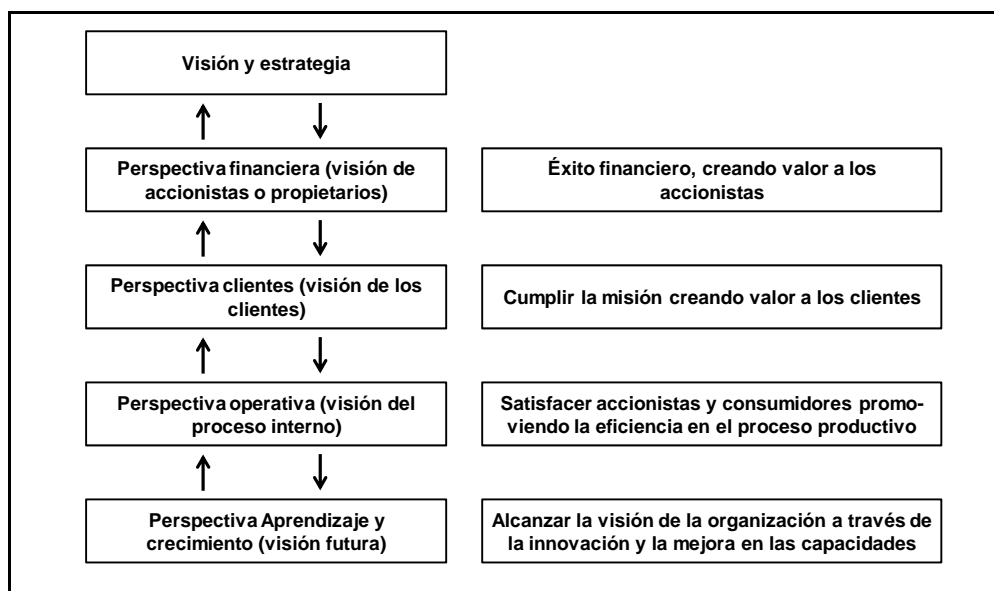 Visión y estrategia
Perspectiva financiera (visión de
accionistas o propietarios)
Éxito financiero, creando valor a los
accionistas
Perspectiva clientes (visión de los
clientes)
Cumplir la misión creando valor a los clientes
Perspectiva operativa (visión del
proceso interno)
Satisfacer accionistas y consumidores promo-
viendo la eficiencia en el proceso productivo
Perspectiva Aprendizaje y
crecimiento (visión futura)
Alcanzar la visión de la organización a través de
la innovación y la mejora en las capacidades